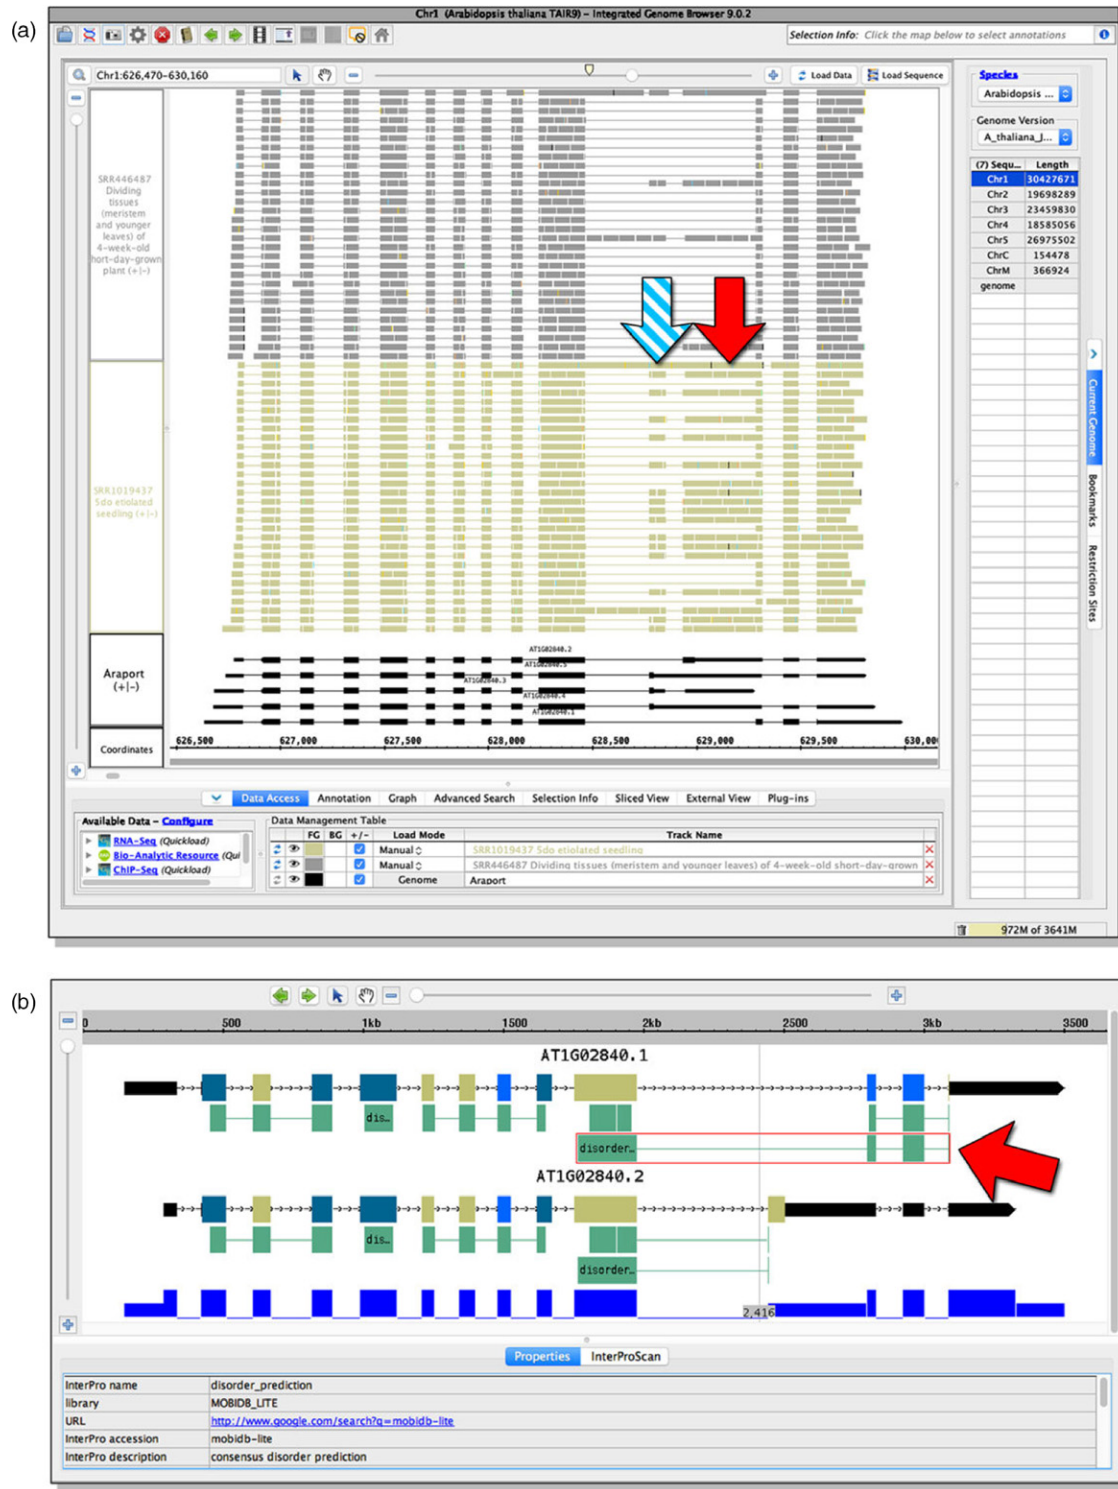 (a)
Chr1 (Arabidopsis thaliana TAIR9) – Integrated Genome Browser 9.0.2
Selection Info: Click the map below to select annotations
Chr1:626,470–630,160
Load Data
Load Sequence
Species
Arabidopsis ...
Genome Version
A_thaliana_J...
(7) Sequ... Length
Chr1 30427671
Chr2 19698289
Chr3 23459830
Chr4 18585056
Chr5 26975502
ChrC 154478
ChrM 366924
genome
Current Genome
Bookmarks
Restriction Sites
SRR446487
Dividing
tissues
(meristem
and younger
leaves) of
4-week-old
hort-day-grown
plant (+|-)
SRR1019437
5do etiolated
seedling (+|-)
Araport
(+|-)
AT1G02840.2
AT1G02840.5
AT1G02840.3
AT1G02840.4
AT1G02840.1
Coordinates
626,500 627,000 627,500 628,000 628,500 629,000 629,500 630,00
Data Access Annotation Graph Advanced Search Selection Info Sliced View External View Plug-ins
Available Data – Configure
RNA-Seq (Quickload)
Bio-Analytic Resource (Qui
ChIP-Seq (Quickload)
Data Management Table
FG BG +/- Load Mode Track Name
Manual SRR1019437 5do etiolated seedling
Manual SRR446487 Dividing tissues (meristem and younger leaves) of 4-week-old short-day-grown
Genome Araport
972M of 3641M
(b)
0 500 1kb 1500 2kb 2500 3kb 3500
AT1G02840.1
dis...
disorder...
AT1G02840.2
dis...
disorder...
2,416
Properties InterProScan
InterPro name disorder_prediction
library MOBIDB_LITE
URL http://www.google.com/search?q=mobidb-lite
InterPro accession mobidb-lite
InterPro description consensus disorder prediction